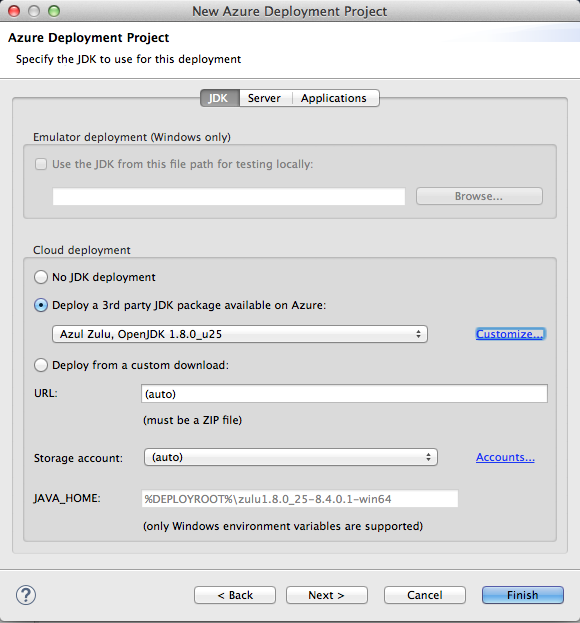 New Azure Deployment Project
Azure Deployment Project
Specify the JDK to use for this deployment
JDK Server Applications
Emulator deployment (Windows only)
Use the JDK from this file path for testing locally:
Browse...
Cloud deployment
No JDK deployment
Deploy a 3rd party JDK package available on Azure:
Azul Zulu, OpenJDK 1.8.0_u25 Customize...
Deploy from a custom download:
URL: (auto)
(must be a ZIP file)
Storage account: (auto) Accounts...
JAVA_HOME: %DEPLOYROOT%\zulu1.8.0_25-8.4.0.1-win64
(only Windows environment variables are supported)
? < Back Next > Cancel Finish